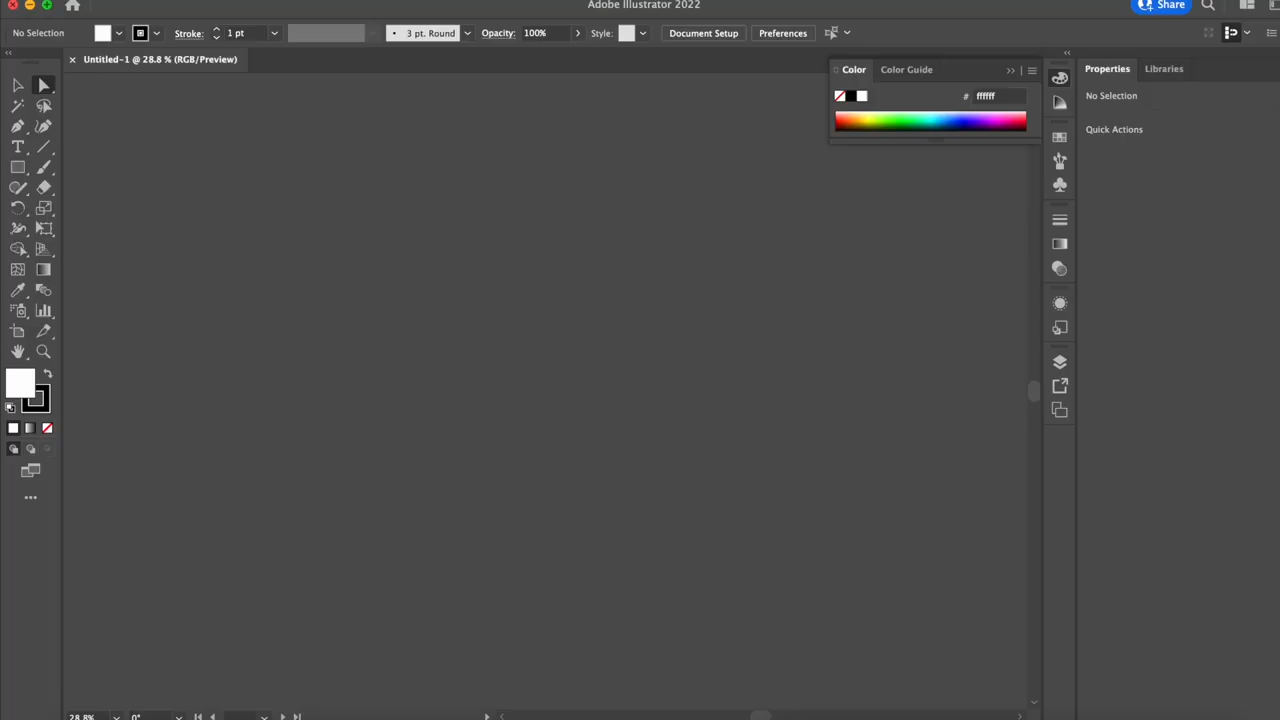 Adobe Illustrator 2022
Share
No Selection
Stroke:
1 pt
3 pt. Round
Opacity:
100%
Style:
Document Setup
Preferences
Untitled-1 @ 28.8 % (RGB/Preview)
Color
Color Guide
# ffffff
Properties
Libraries
No Selection
Quick Actions
28.8%
0°